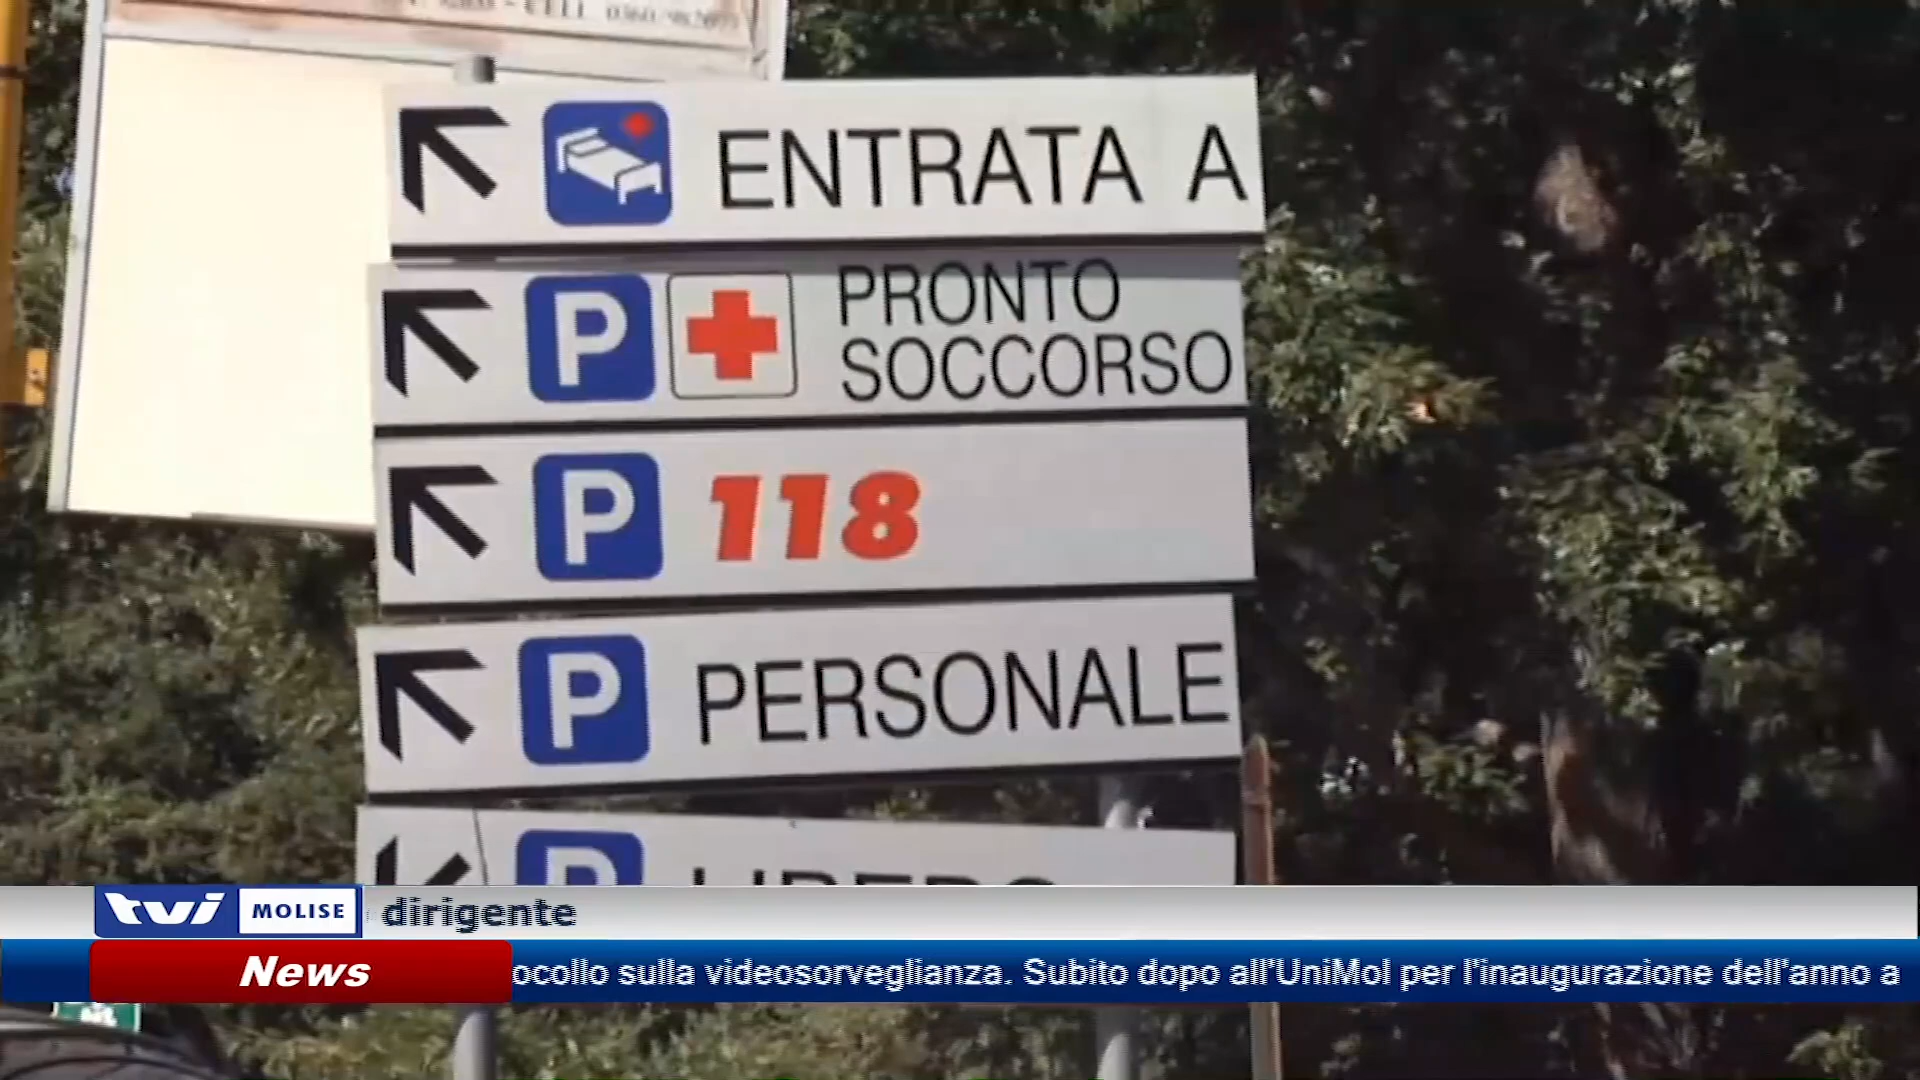 ENTRATA A
P PRONTO
SOCCORSO
P 118
P PERSONALE
P LIBERO
tvi MOLISE dirigente
News ocollo sulla videosorveglianza. Subito dopo all'UniMol per l'inaugurazione dell'anno a